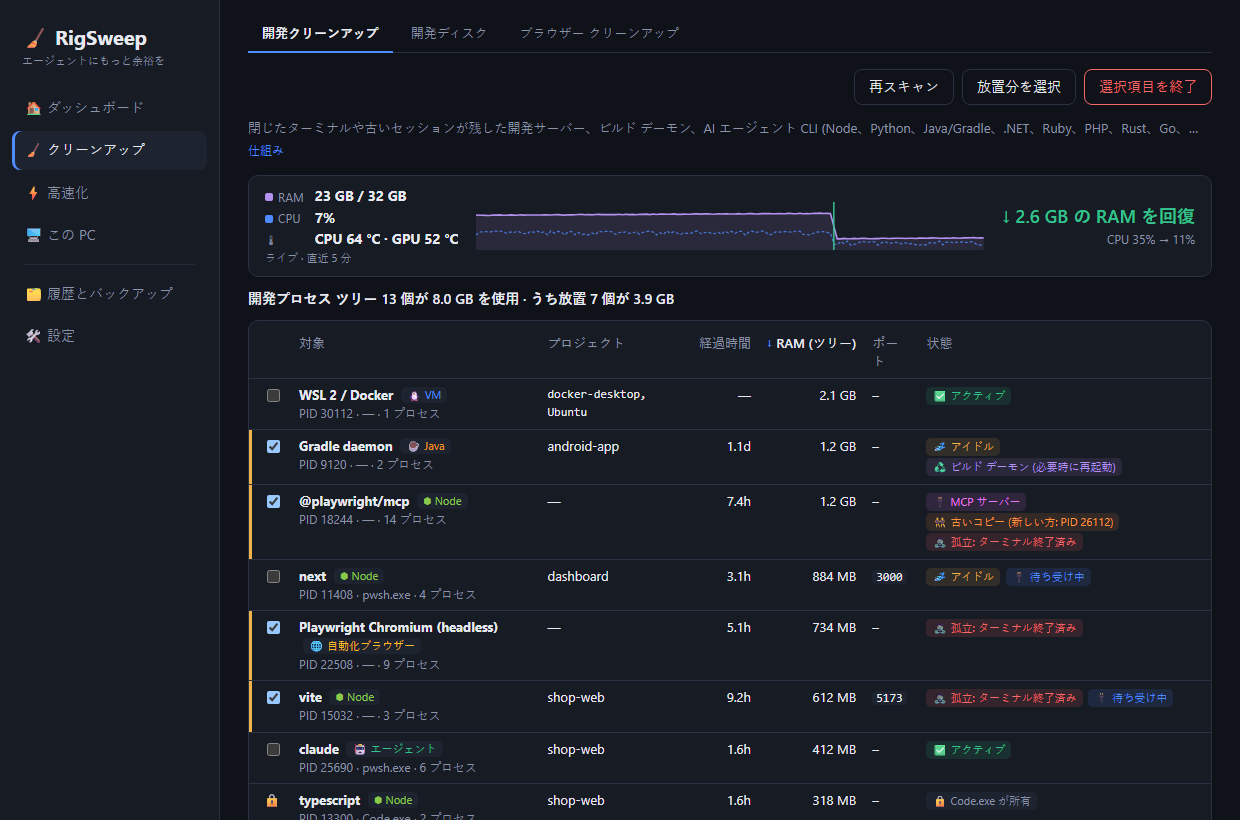 RigSweep
エージェントにもっと余裕を
ダッシュボード
クリーンアップ
高速化
この PC
履歴とバックアップ
設定
開発クリーンアップ
開発ディスク
ブラウザー クリーンアップ
再スキャン
放置分を選択
選択項目を終了
閉じたターミナルや古いセッションが残した開発サーバー、ビルド デーモン、AI エージェント CLI (Node、Python、Java/Gradle、.NET、Ruby、PHP、Rust、Go、...
仕組み
RAM 23 GB / 32 GB
CPU 7%
CPU 64 °C · GPU 52 °C
ライブ · 直近 5 分
↓ 2.6 GB の RAM を回復
CPU 35% → 11%
開発プロセス ツリー 13 個が 8.0 GB を使用 · うち放置 7 個が 3.9 GB
対象 プロジェクト 経過時間 ↓ RAM (ツリー) ポート 状態
WSL 2 / Docker VM docker-desktop, Ubuntu — 2.1 GB – アクティブ
PID 30112 · — · 1 プロセス
Gradle daemon Java android-app 1.1d 1.2 GB – アイドル
PID 9120 · — · 2 プロセス ビルド デーモン (必要時に再起動)
@playwright/mcp Node — 7.4h 1.2 GB – MCP サーバー
PID 18244 · — · 14 プロセス 古いコピー (新しい方: PID 26112)
孤立: ターミナル終了済み
next Node dashboard 3.1h 884 MB 3000 アイドル 待ち受け中
PID 11408 · pwsh.exe · 4 プロセス
Playwright Chromium (headless) — 5.1h 734 MB – 孤立: ターミナル終了済み
自動化ブラウザー
PID 22508 · — · 9 プロセス
vite Node shop-web 9.2h 612 MB 5173 孤立: ターミナル終了済み 待ち受け中
PID 15032 · — · 3 プロセス
claude エージェント shop-web 1.6h 412 MB – アクティブ
PID 25690 · pwsh.exe · 6 プロセス
typescript Node shop-web 1.6h 318 MB – Code.exe が所有
PID 13300 · Code.exe · 2 プロセス